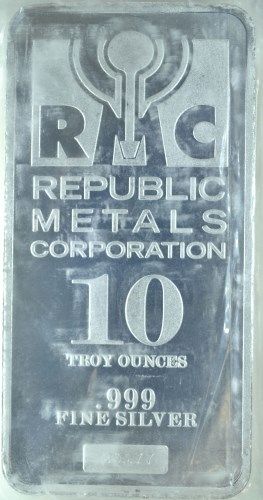 RMC
REPUBLIC
METALS
CORPORATION
10
TROY OUNCES
.999
FINE SILVER